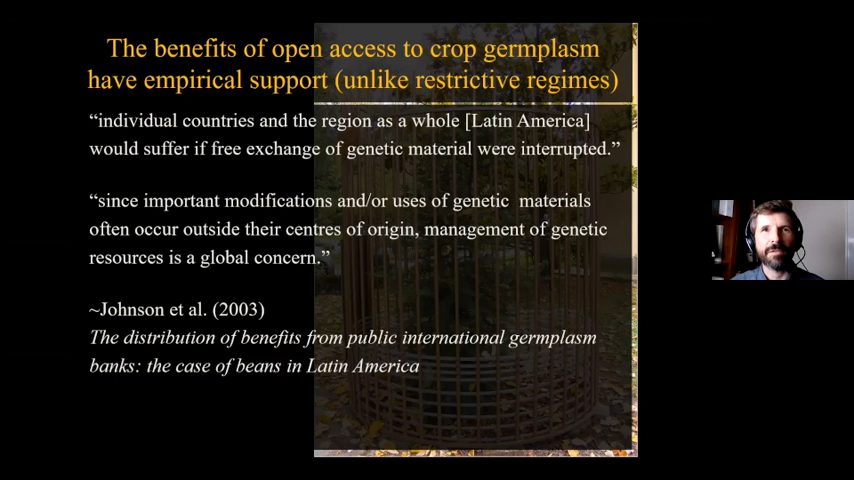 The benefits of open access to crop germplasm
have empirical support (unlike restrictive regimes)
“individual countries and the region as a whole [Latin America]
would suffer if free exchange of genetic material were interrupted.”
“since important modifications and/or uses of genetic materials
often occur outside their centres of origin, management of genetic
resources is a global concern.”
~Johnson et al. (2003)
The distribution of benefits from public international germplasm
banks: the case of beans in Latin America